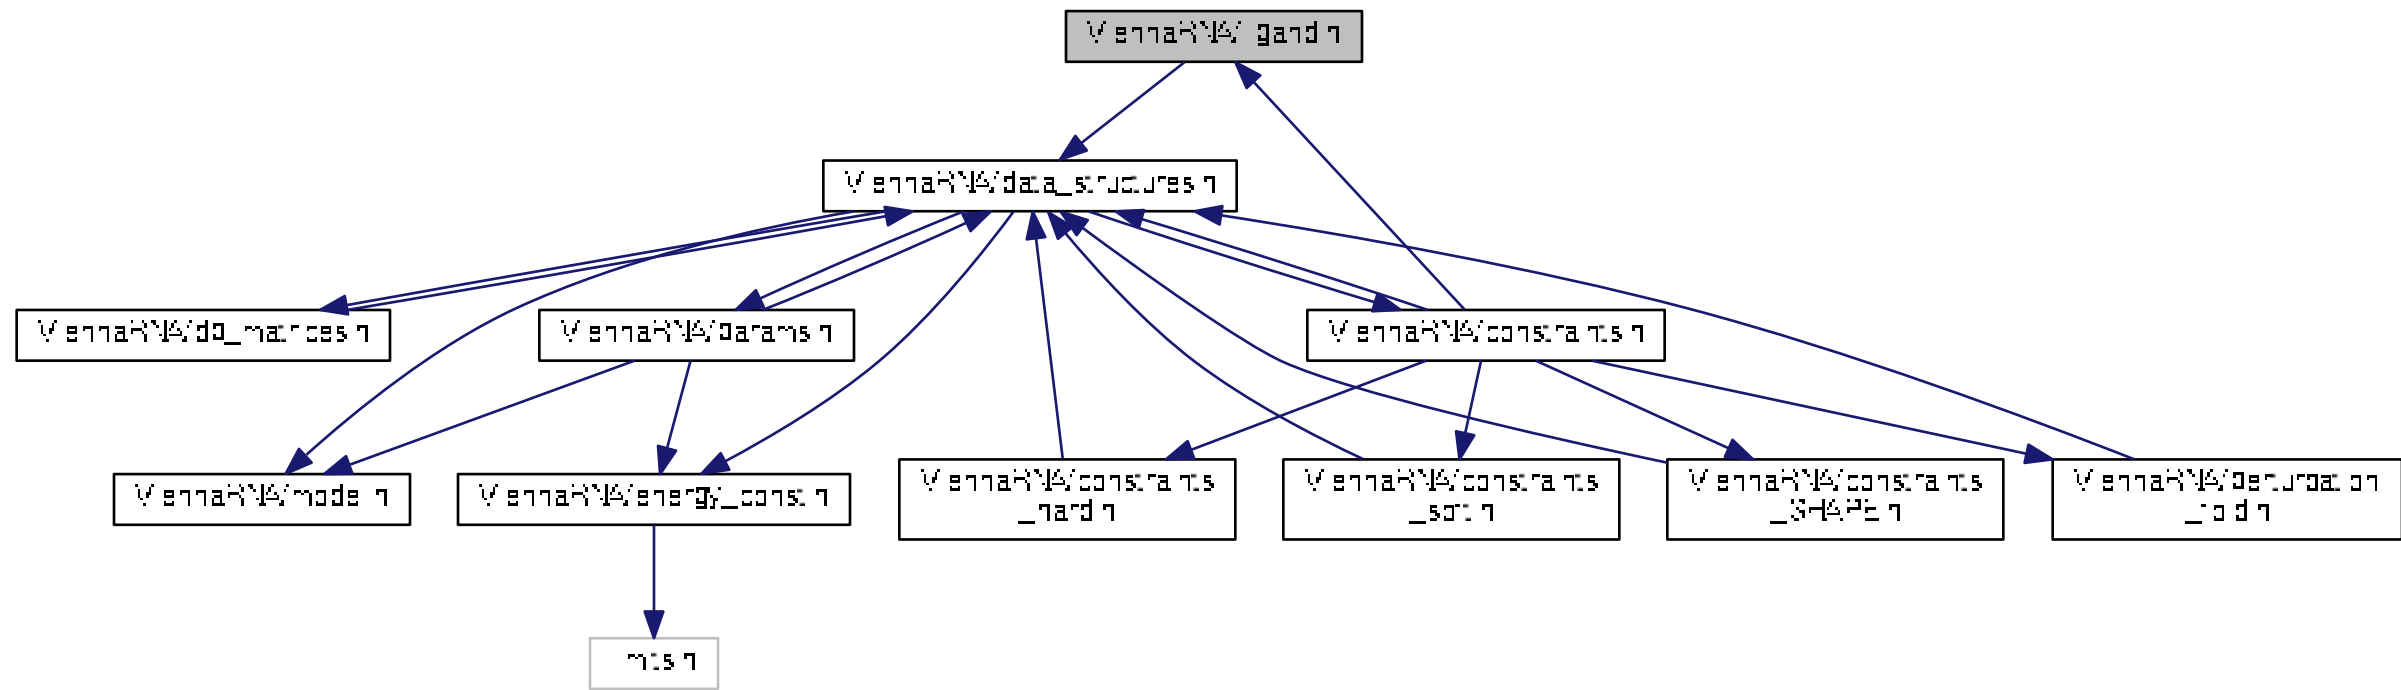 ViennaRNA/ligand.h
ViennaRNA/data_structures.h
ViennaRNA/dp_matrices.h
ViennaRNA/params.h
ViennaRNA/constraints.h
ViennaRNA/model.h
ViennaRNA/energy_const.h
ViennaRNA/constraints
_hard.h
ViennaRNA/constraints
_soft.h
ViennaRNA/constraints
_SHAPE.h
ViennaRNA/perturbation
_fold.h
limits.h